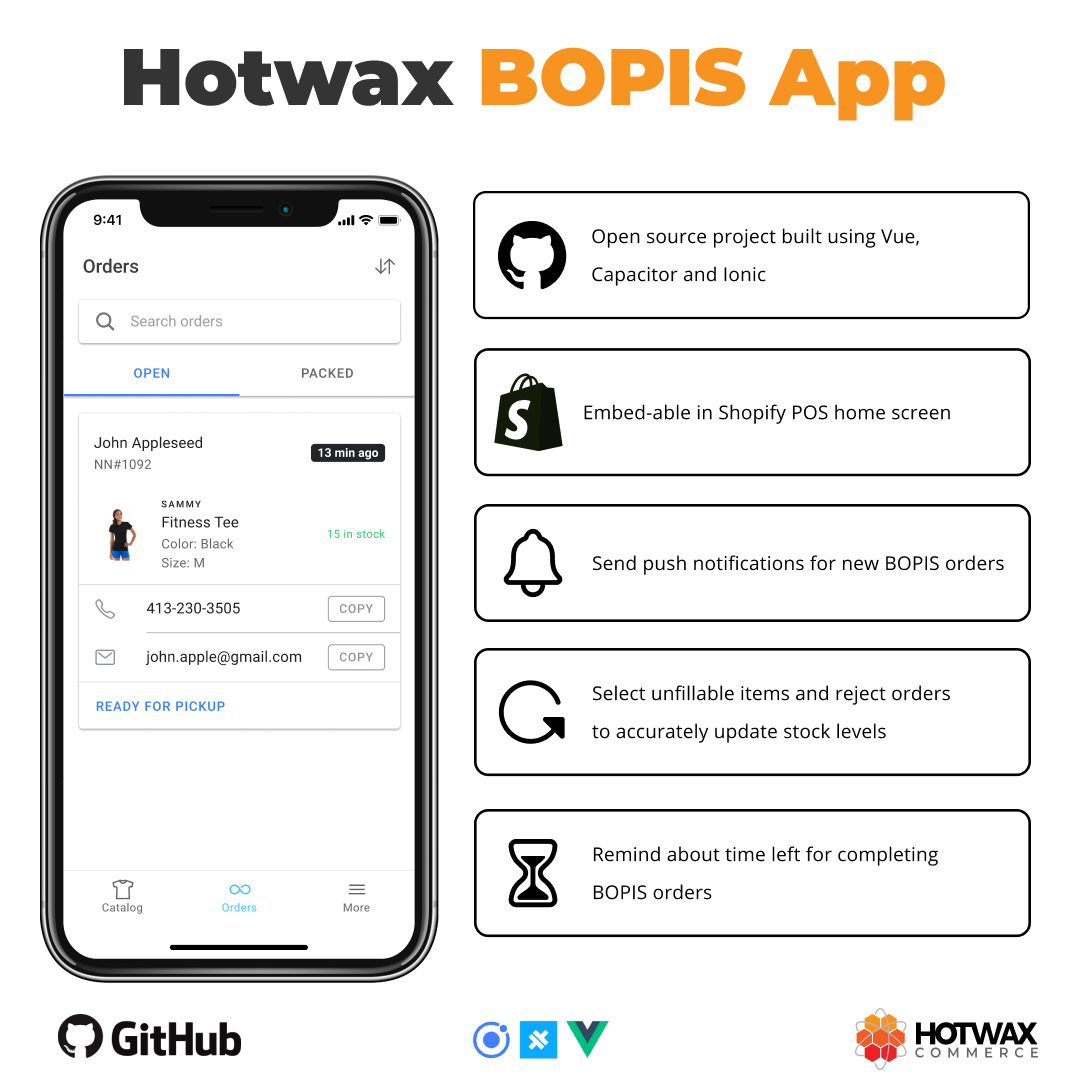 Hotwax BOPIS App
9:41
Orders
Search orders
OPEN PACKED
John Appleseed
NN#1092
13 min ago
SAMMY
Fitness Tee
Color: Black
Size: M
15 in stock
413-230-3505 COPY
john.apple@gmail.com COPY
READY FOR PICKUP
Catalog Orders More
Open source project built using Vue,
Capacitor and Ionic
S
Embed-able in Shopify POS home screen
Send push notifications for new BOPIS orders
Select unfillable items and reject orders
to accurately update stock levels
Remind about time left for completing
BOPIS orders
GitHub
HOTWAX
COMMERCE